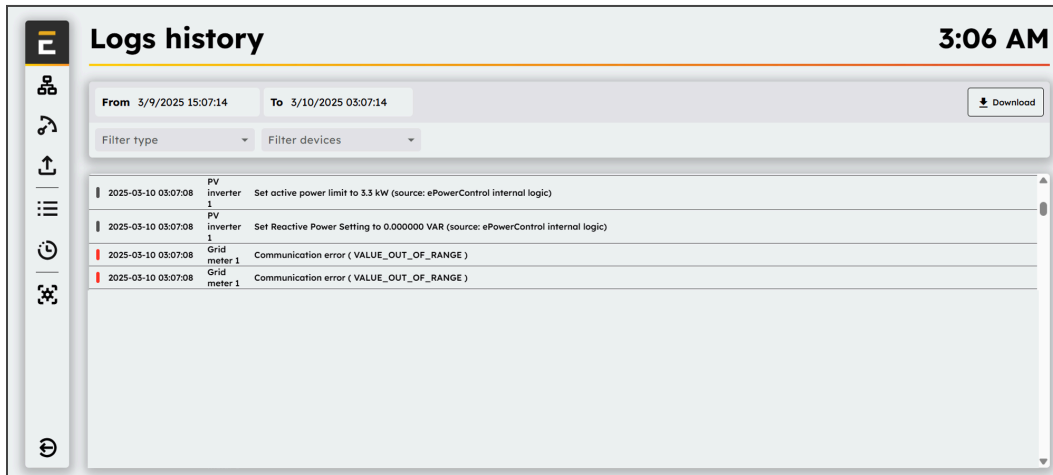 Logs history
3:06 AM
From 3/9/2025 15:07:14
To 3/10/2025 03:07:14
Download
Filter type
Filter devices
2025-03-10 03:07:08 PV inverter 1 Set active power limit to 3.3 kW (source: ePowerControl internal logic)
2025-03-10 03:07:08 PV inverter 1 Set Reactive Power Setting to 0.000000 VAR (source: ePowerControl internal logic)
2025-03-10 03:07:08 Grid meter 1 Communication error ( VALUE_OUT_OF_RANGE )
2025-03-10 03:07:08 Grid meter 1 Communication error ( VALUE_OUT_OF_RANGE )